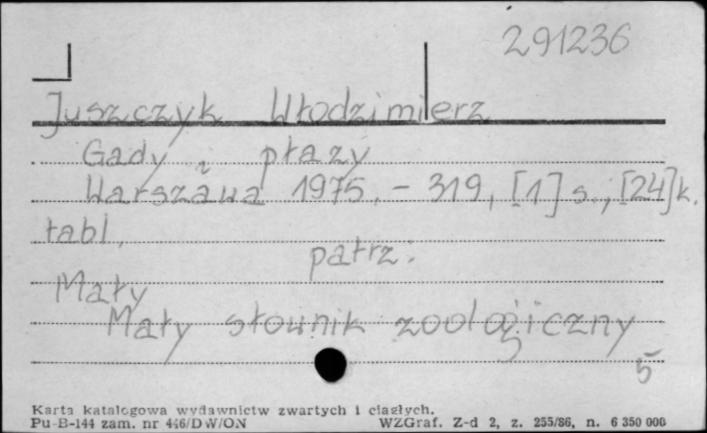 291236
Juszczyk Włodzimierz
Gady i płazy
Warszawa 1975. - 319, [1] s., [24] k.
tabl.
patrz:
Mały
Mały słownik zoologiczny
5
Karta katalogowa wydawnictw zwartych i ciągłych.
Pu-B-144 zam. nr 446/DW/ON WZGraf. Z-d 2, z. 255/86, n. 6 350 000